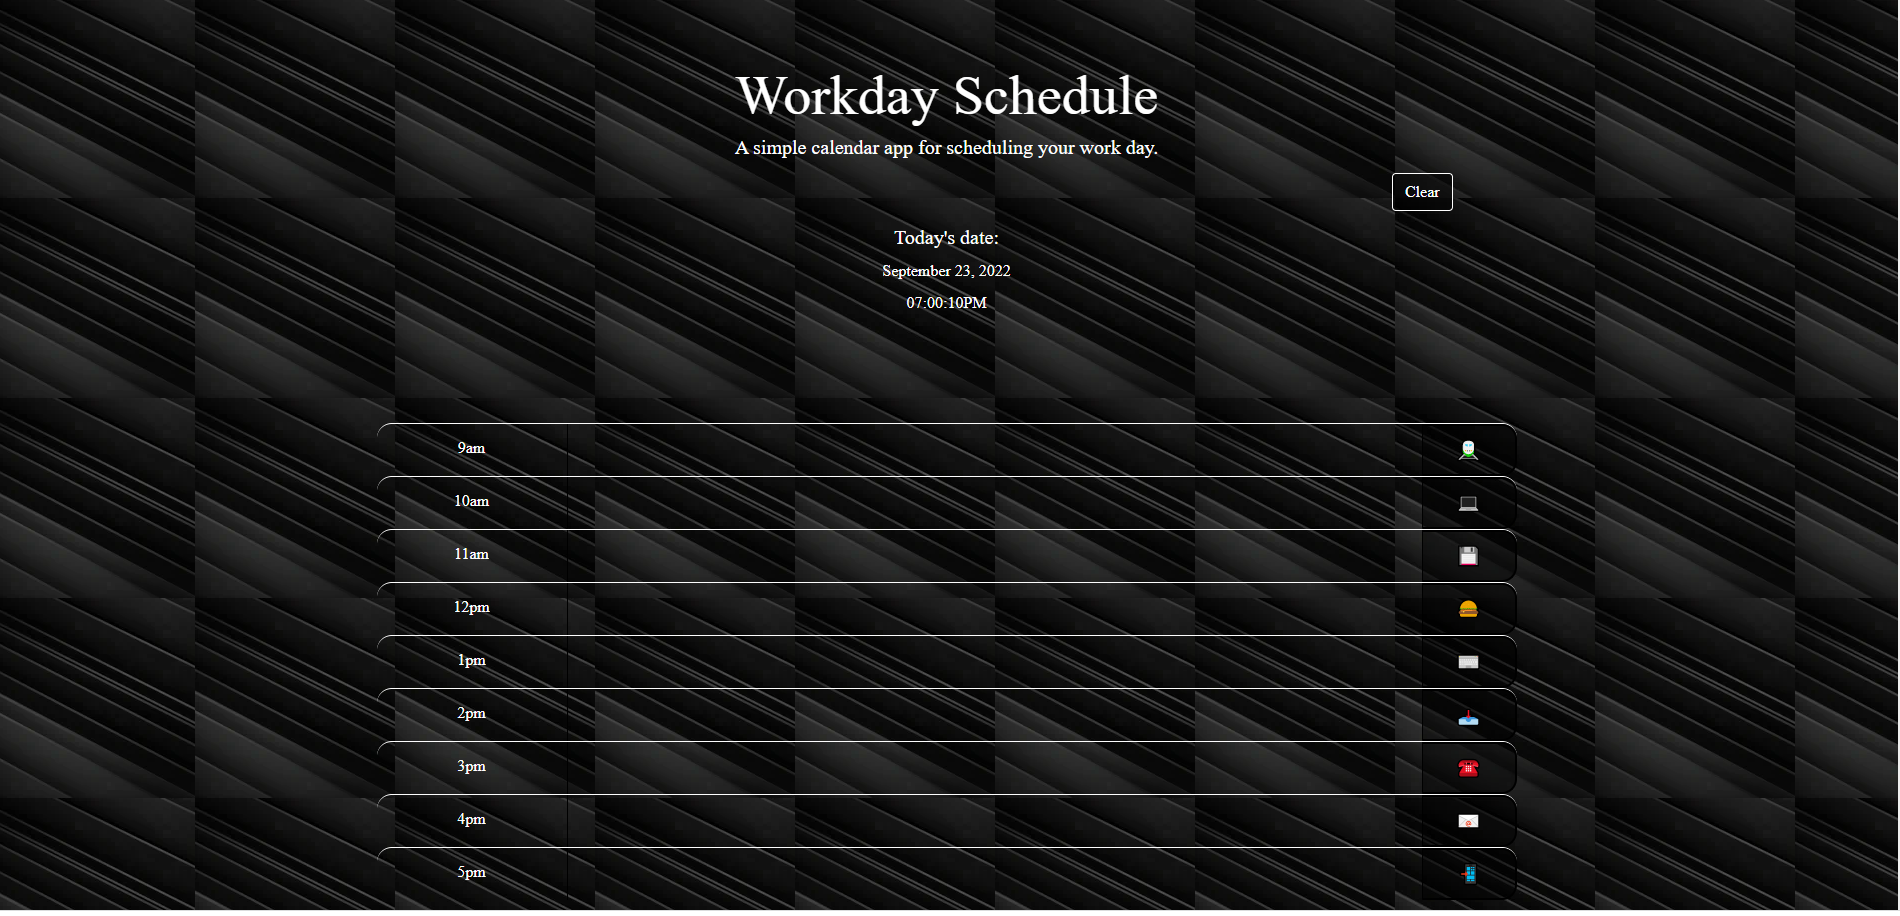 Workday Schedule
A simple calendar app for scheduling your work day.
Clear
Today's date:
September 23, 2022
07:00:10PM
9am
10am
11am
12pm
1pm
2pm
3pm
4pm
5pm